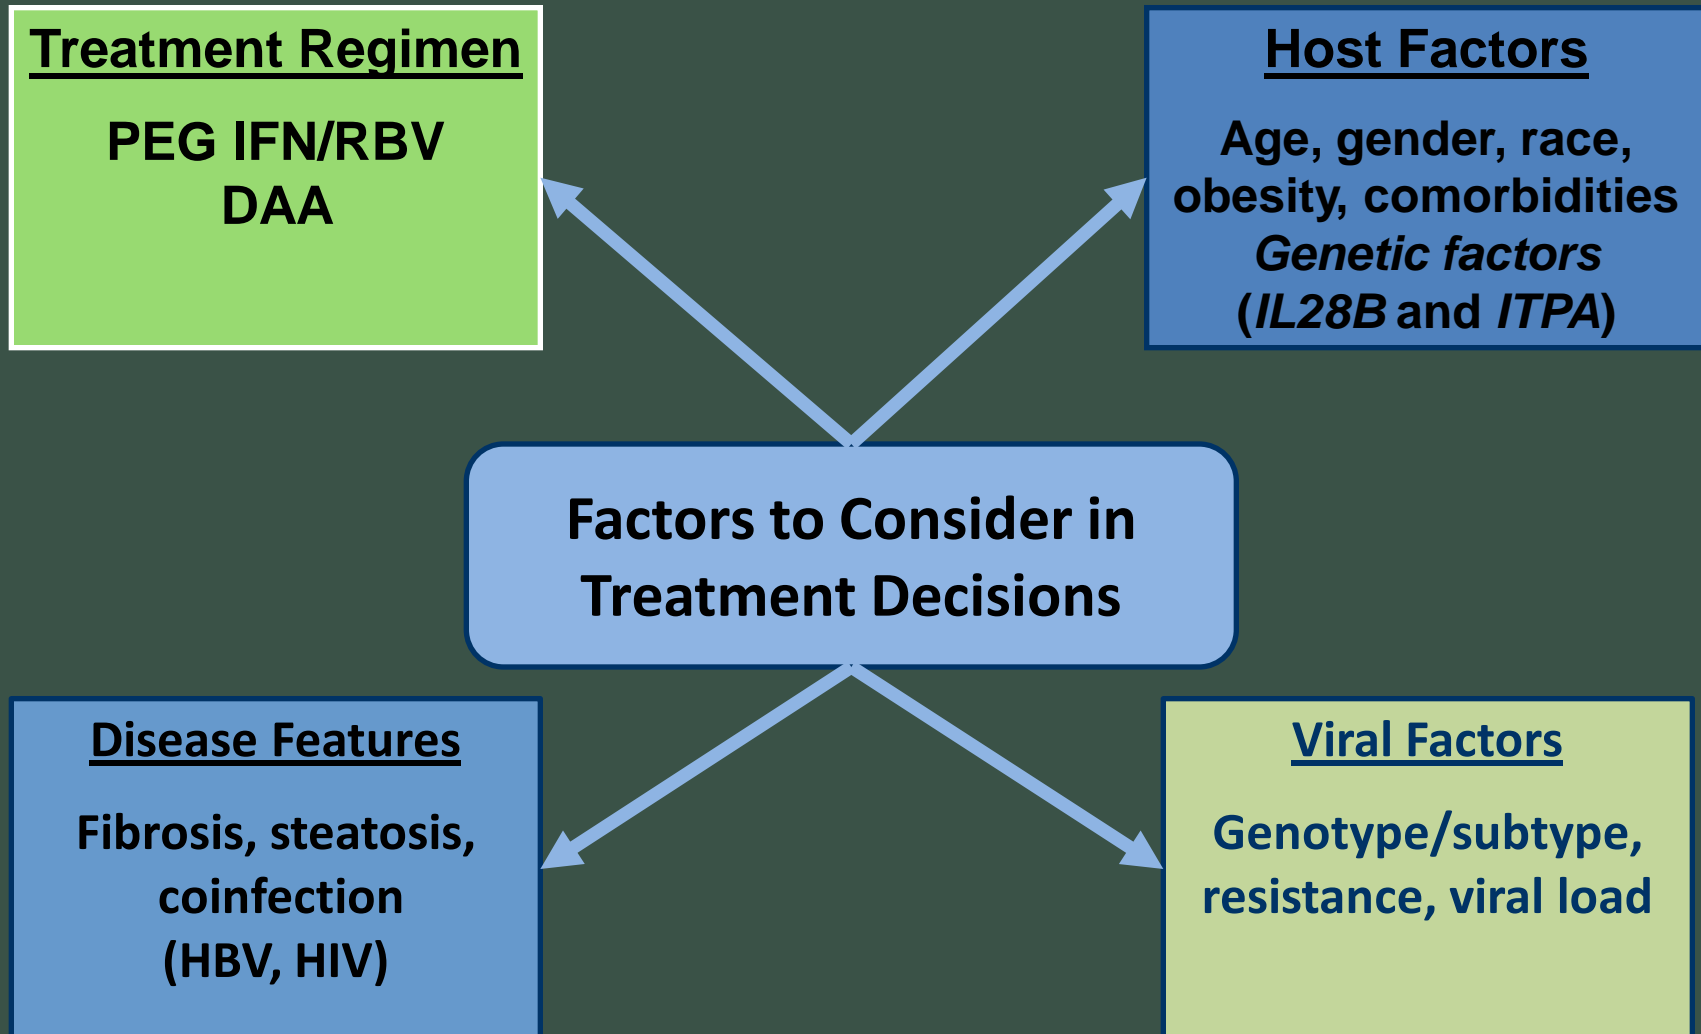 Treatment Regimen
PEG IFN/RBV
DAA
Host Factors
Age, gender, race,
obesity, comorbidities
Genetic factors
(IL28B and ITPA)
Factors to Consider in
Treatment Decisions
Disease Features
Fibrosis, steatosis,
coinfection
(HBV, HIV)
Viral Factors
Genotype/subtype,
resistance, viral load